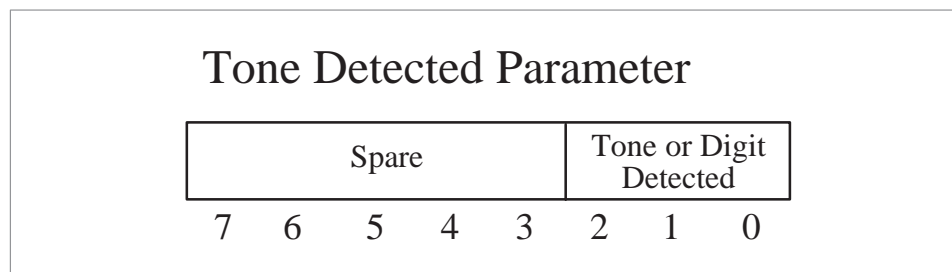 Tone Detected Parameter
Spare
Tone or Digit
Detected
7 6 5 4 3 2 1 0